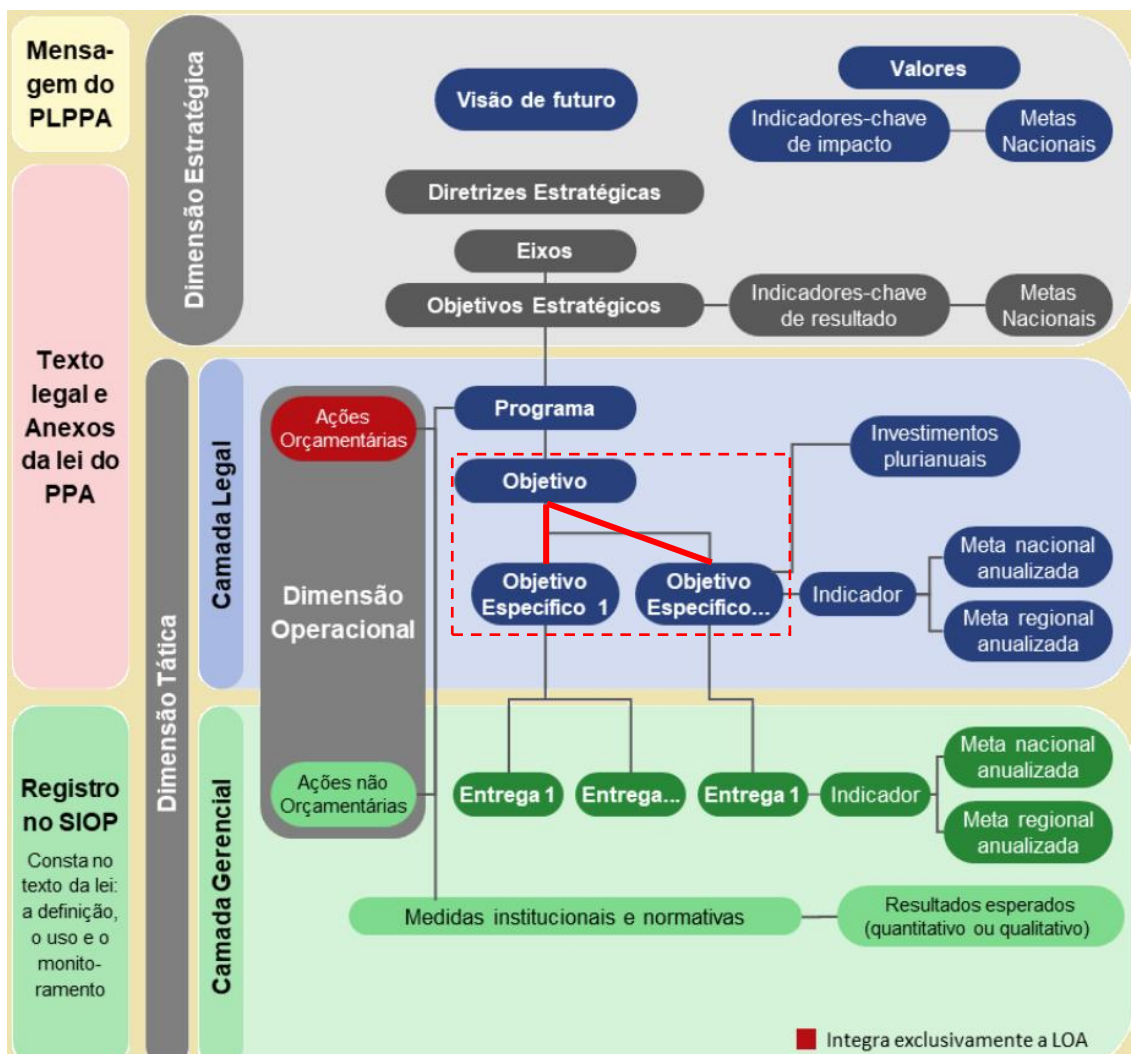 Mensa-
gem do
PLPPA
Texto
legal e
Anexos
da lei do
PPA
Registro
no SIOP
Consta no
texto da lei:
a definição,
o uso e o
monito-
ramento
Dimensão Estratégica
Visão de futuro
Valores
Indicadores-chave
de impacto
Metas
Nacionais
Diretrizes Estratégicas
Eixos
Objetivos Estratégicos
Indicadores-chave
de resultado
Metas
Nacionais
Dimensão Tática
Camada Legal
Ações
Orçamentárias
Dimensão
Operacional
Ações não
Orçamentárias
Programa
Objetivo
Objetivo
Específico 1
Objetivo
Específico...
Investimentos
plurianuais
Indicador
Meta nacional
anualizada
Meta regional
anualizada
Camada Gerencial
Entrega 1
Entrega...
Entrega 1
Indicador
Meta nacional
anualizada
Meta regional
anualizada
Medidas institucionais e normativas
Resultados esperados
(quantitativo ou qualitativo)
Integra exclusivamente a LOA